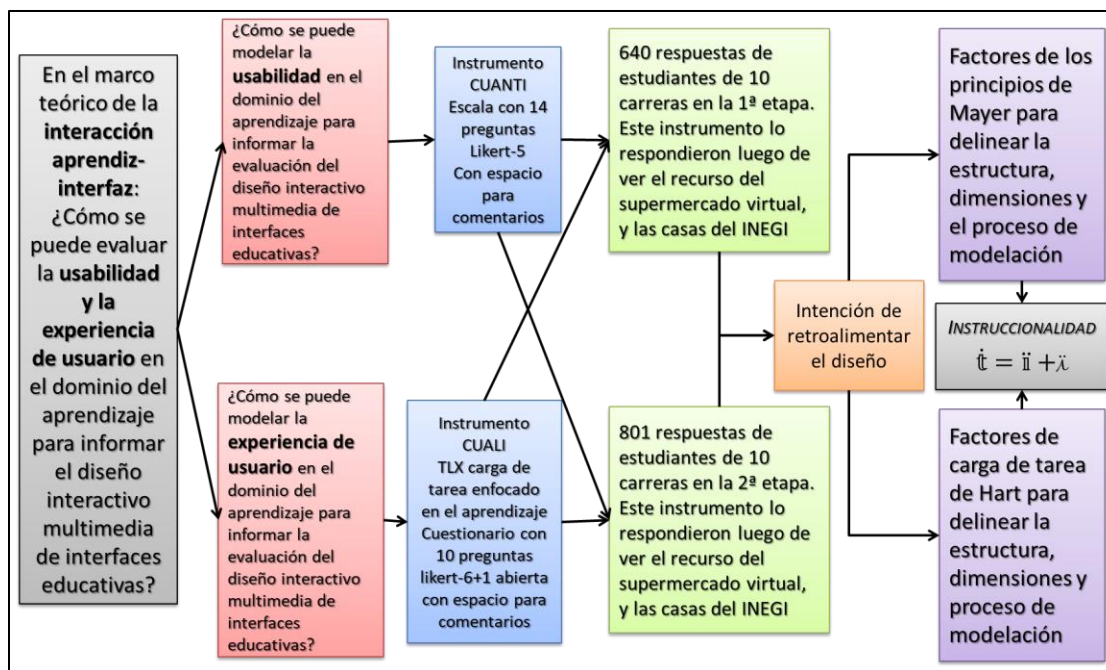 En el marco
teórico de la
interacción
aprendiz-
interfaz:
¿Cómo se
puede evaluar
la usabilidad
y la
experiencia
de usuario en
el dominio del
aprendizaje
para informar
el diseño
interactivo
multimedia
de interfaces
educativas?
¿Cómo se puede
modelar la
usabilidad en el
dominio del
aprendizaje para
informar la
evaluación del
diseño interactivo
multimedia de
interfaces
educativas?
¿Cómo se puede
modelar la
experiencia de
usuario en el
dominio del
aprendizaje para
informar la
evaluación del
diseño interactivo
multimedia de
interfaces
educativas?
Instrumento
CUANTI
Escala con 14
preguntas
Likert-5
Con espacio
para
comentarios
Instrumento
CUALI
TLX carga de
tarea enfocado
en el aprendizaje
Cuestionario con
10 preguntas
likert-6+1 abierta
con espacio para
comentarios
640 respuestas de
estudiantes de 10
carreras en la 1ª etapa.
Este instrumento lo
respondieron luego de
ver el recurso del
supermercado virtual,
y las casas del INEGI
801 respuestas de
estudiantes de 10
carreras en la 2ª etapa.
Este instrumento lo
respondieron luego de
ver el recurso del
supermercado virtual,
y las casas del INEGI
Intención de
retroalimentar
el diseño
Factores de los
principios de
Mayer para
delinear la
estructura,
dimensiones y
el proceso de
modelación
INSTRUCCIONALIDAD
Factores de
carga de tarea
de Hart para
delinear la
estructura,
dimensiones y
proceso de
modelación